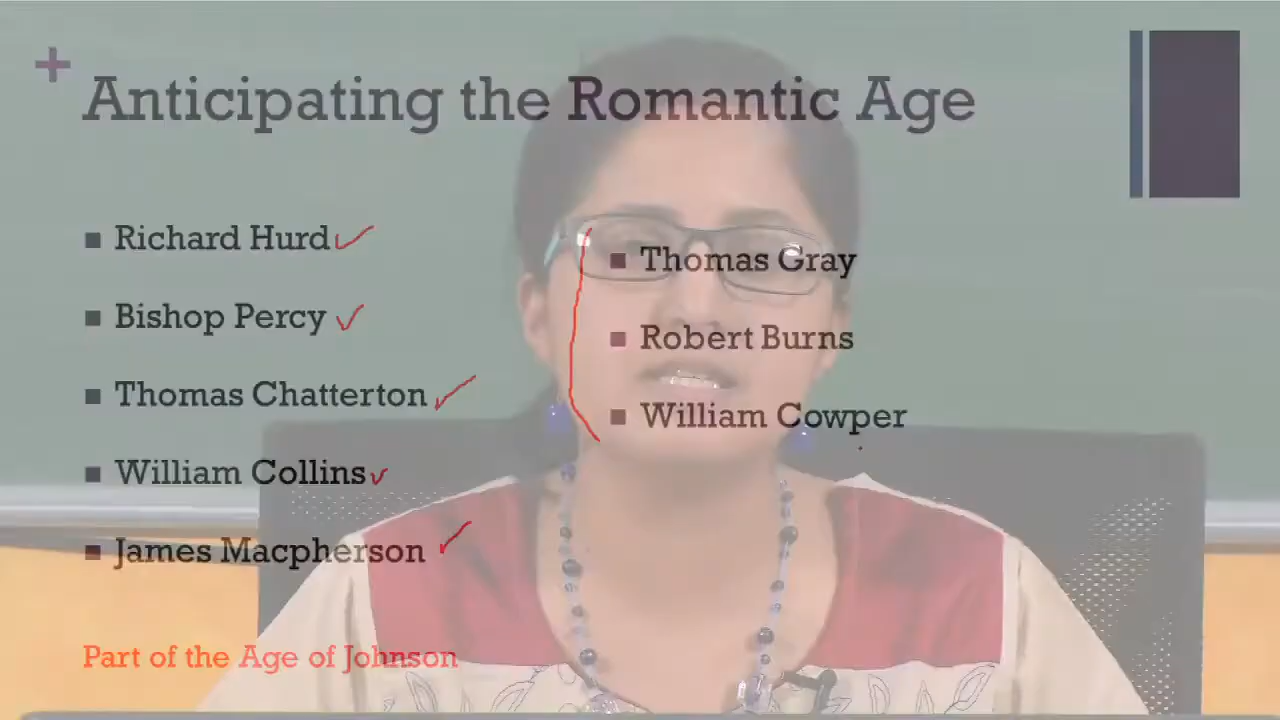 Anticipating the Romantic Age
Richard Hurd
Bishop Percy
Thomas Chatterton
William Collins
James Macpherson
Thomas Gray
Robert Burns
William Cowper
Part of the Age of Johnson